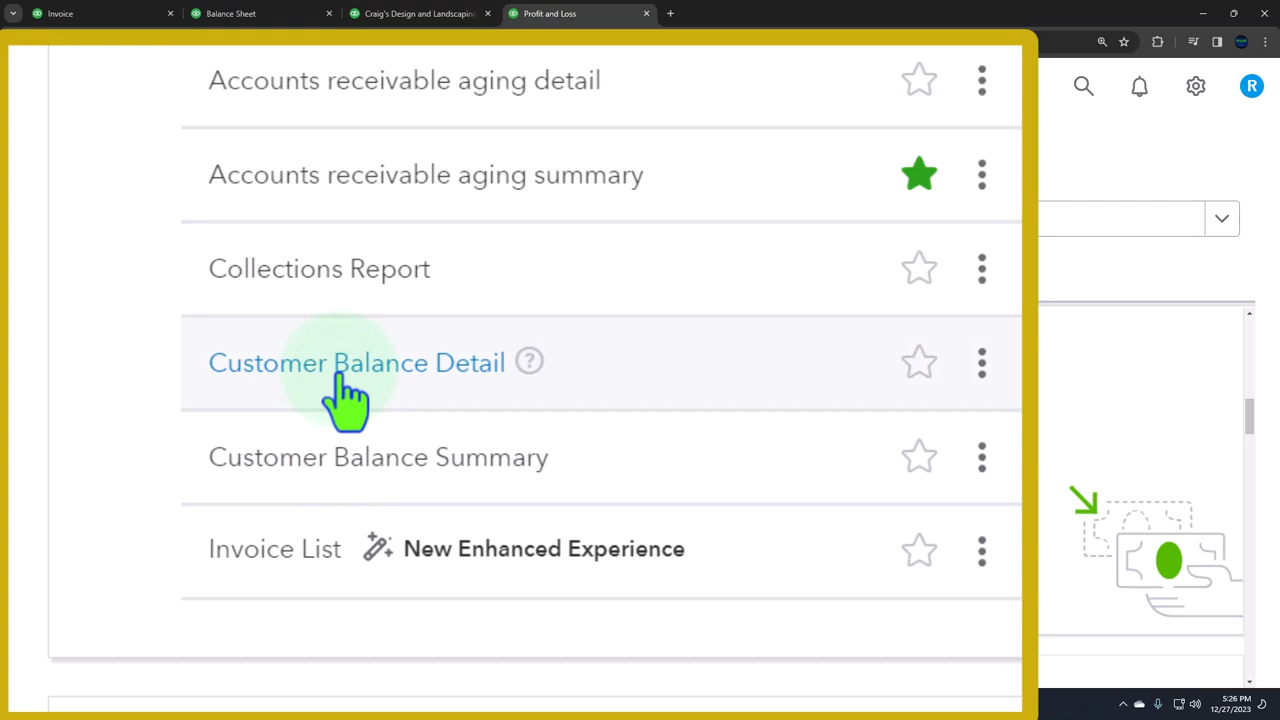 Invoice
Balance Sheet
Craig's Design and Landscaping
Profit and Loss
R
Accounts receivable aging detail
Accounts receivable aging summary
Collections Report
Customer Balance Detail
Customer Balance Summary
Invoice List New Enhanced Experience
5:26 PM
12/27/2023